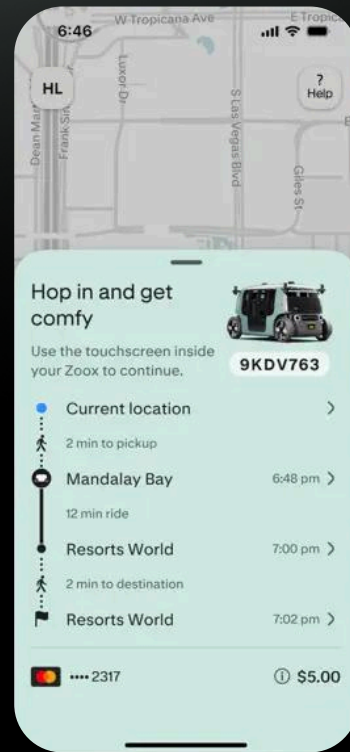 W Tropicana Ave
E Tropica
6:46
HL
?
Help
Luxor Dr
Dean Mar
Frank Sin
S Las Vegas Blvd
Giles St
E
Hop in and get
comfy
Use the touchscreen inside
your Zoox to continue.
9KDV763
Current location
2 min to pickup
Mandalay Bay
6:48 pm
12 min ride
Resorts World
7:00 pm
2 min to destination
Resorts World
7:02 pm
•••• 2317
$5.00